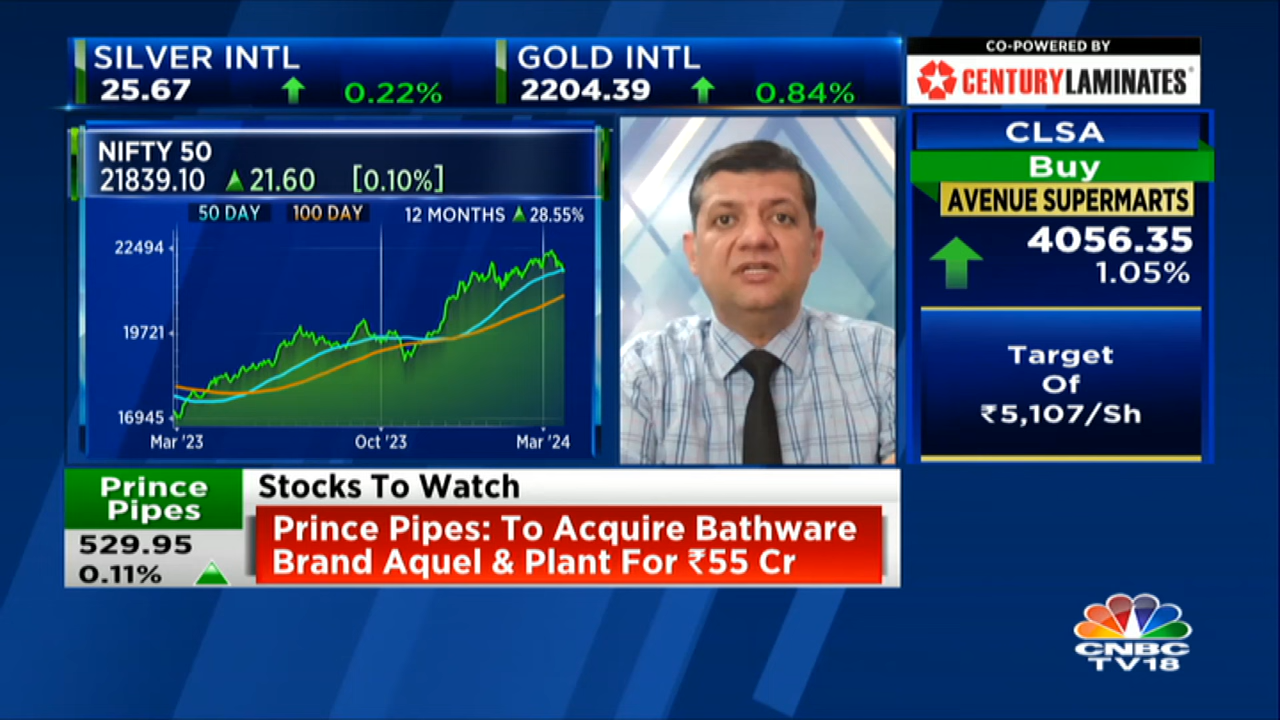 SILVER INTL
25.67 0.22%
GOLD INTL
2204.39 0.84%
CO-POWERED BY
CENTURYLAMINATES®
NIFTY 50
21839.10 21.60 [0.10%]
50 DAY 100 DAY 12 MONTHS 28.55%
22494
19721
16945
Mar '23 Oct '23 Mar '24
CLSA
Buy
AVENUE SUPERMARTS
4056.35
1.05%
Target
Of
₹5,107/Sh
Prince
Pipes
529.95
0.11%
Stocks To Watch
Prince Pipes: To Acquire Bathware
Brand Aquel & Plant For ₹55 Cr
CNBC
TV18